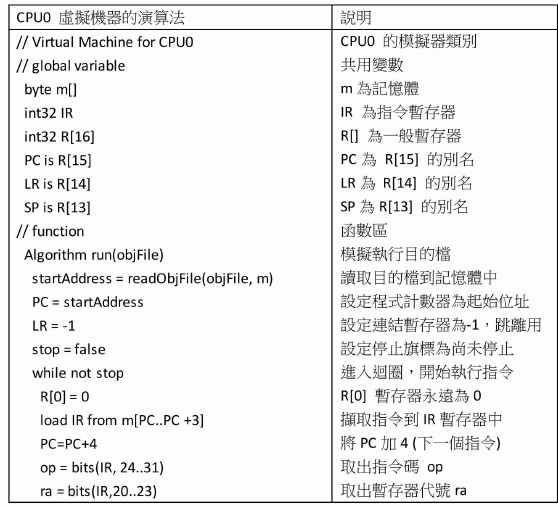 CPU0 虛擬機器的演算法 說明
// Virtual Machine for CPU0 CPU0 的模擬器類別
// global variable 共用變數
byte m[] m 為記憶體
int32 IR IR 為指令暫存器
int32 R[16] R[] 為一般暫存器
PC is R[15] PC 為 R[15] 的別名
LR is R[14] LR 為 R[14] 的別名
SP is R[13] SP 為 R[13] 的別名
// function 函數區
Algorithm run(objFile) 模擬執行目的檔
startAddress = readObjFile(objFile, m) 讀取目的檔到記憶體中
PC = startAddress 設定程式計數器為起始位址
LR = -1 設定連結暫存器為-1，跳離用
stop = false 設定停止旗標為尚未停止
while not stop 進入迴圈，開始執行指令
R[0] = 0 R[0] 暫存器永遠為 0
load IR from m[PC..PC +3] 擷取指令到 IR 暫存器中
PC=PC+4 將 PC 加 4 (下一個指令)
op = bits(IR, 24..31) 取出指令碼 op
ra = bits(IR,20..23) 取出暫存器代號 ra